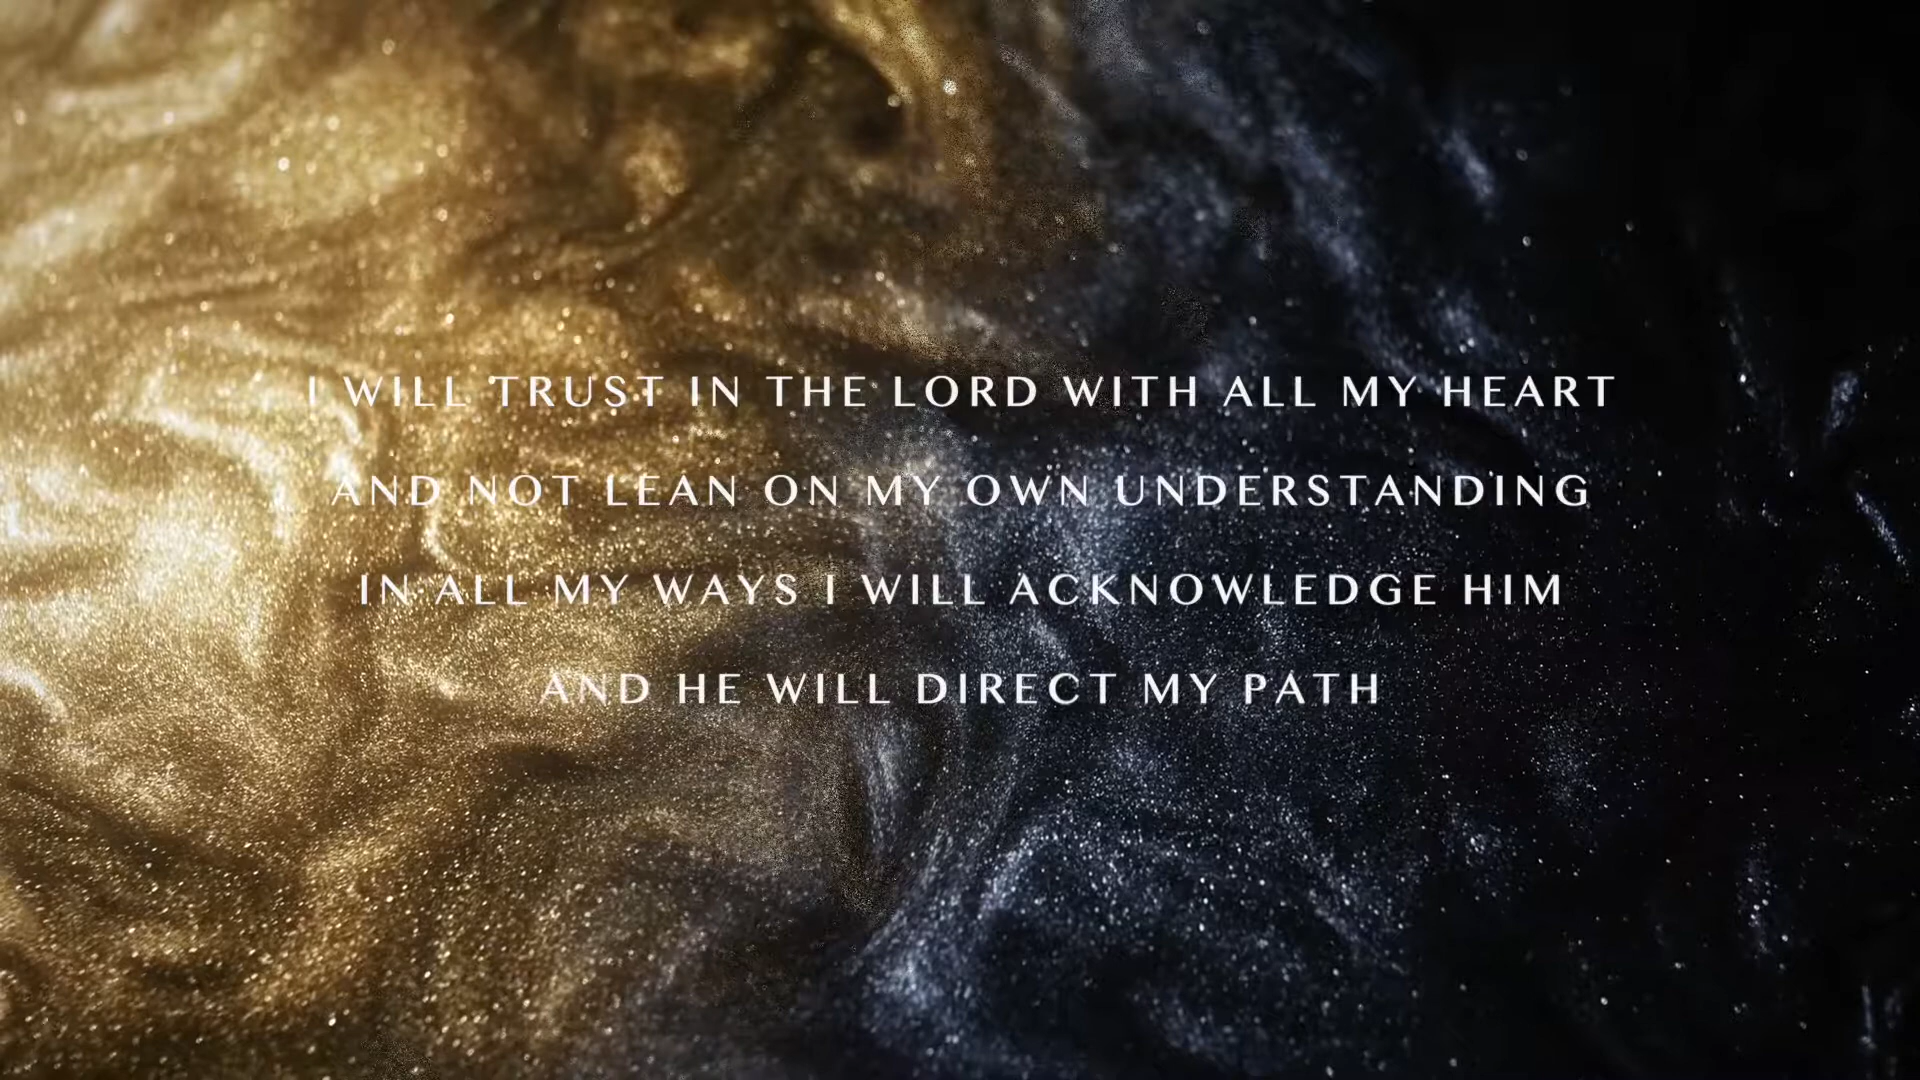 I WILL TRUST IN THE LORD WITH ALL MY HEART
AND NOT LEAN ON MY OWN UNDERSTANDING
IN ALL MY WAYS I WILL ACKNOWLEDGE HIM
AND HE WILL DIRECT MY PATH